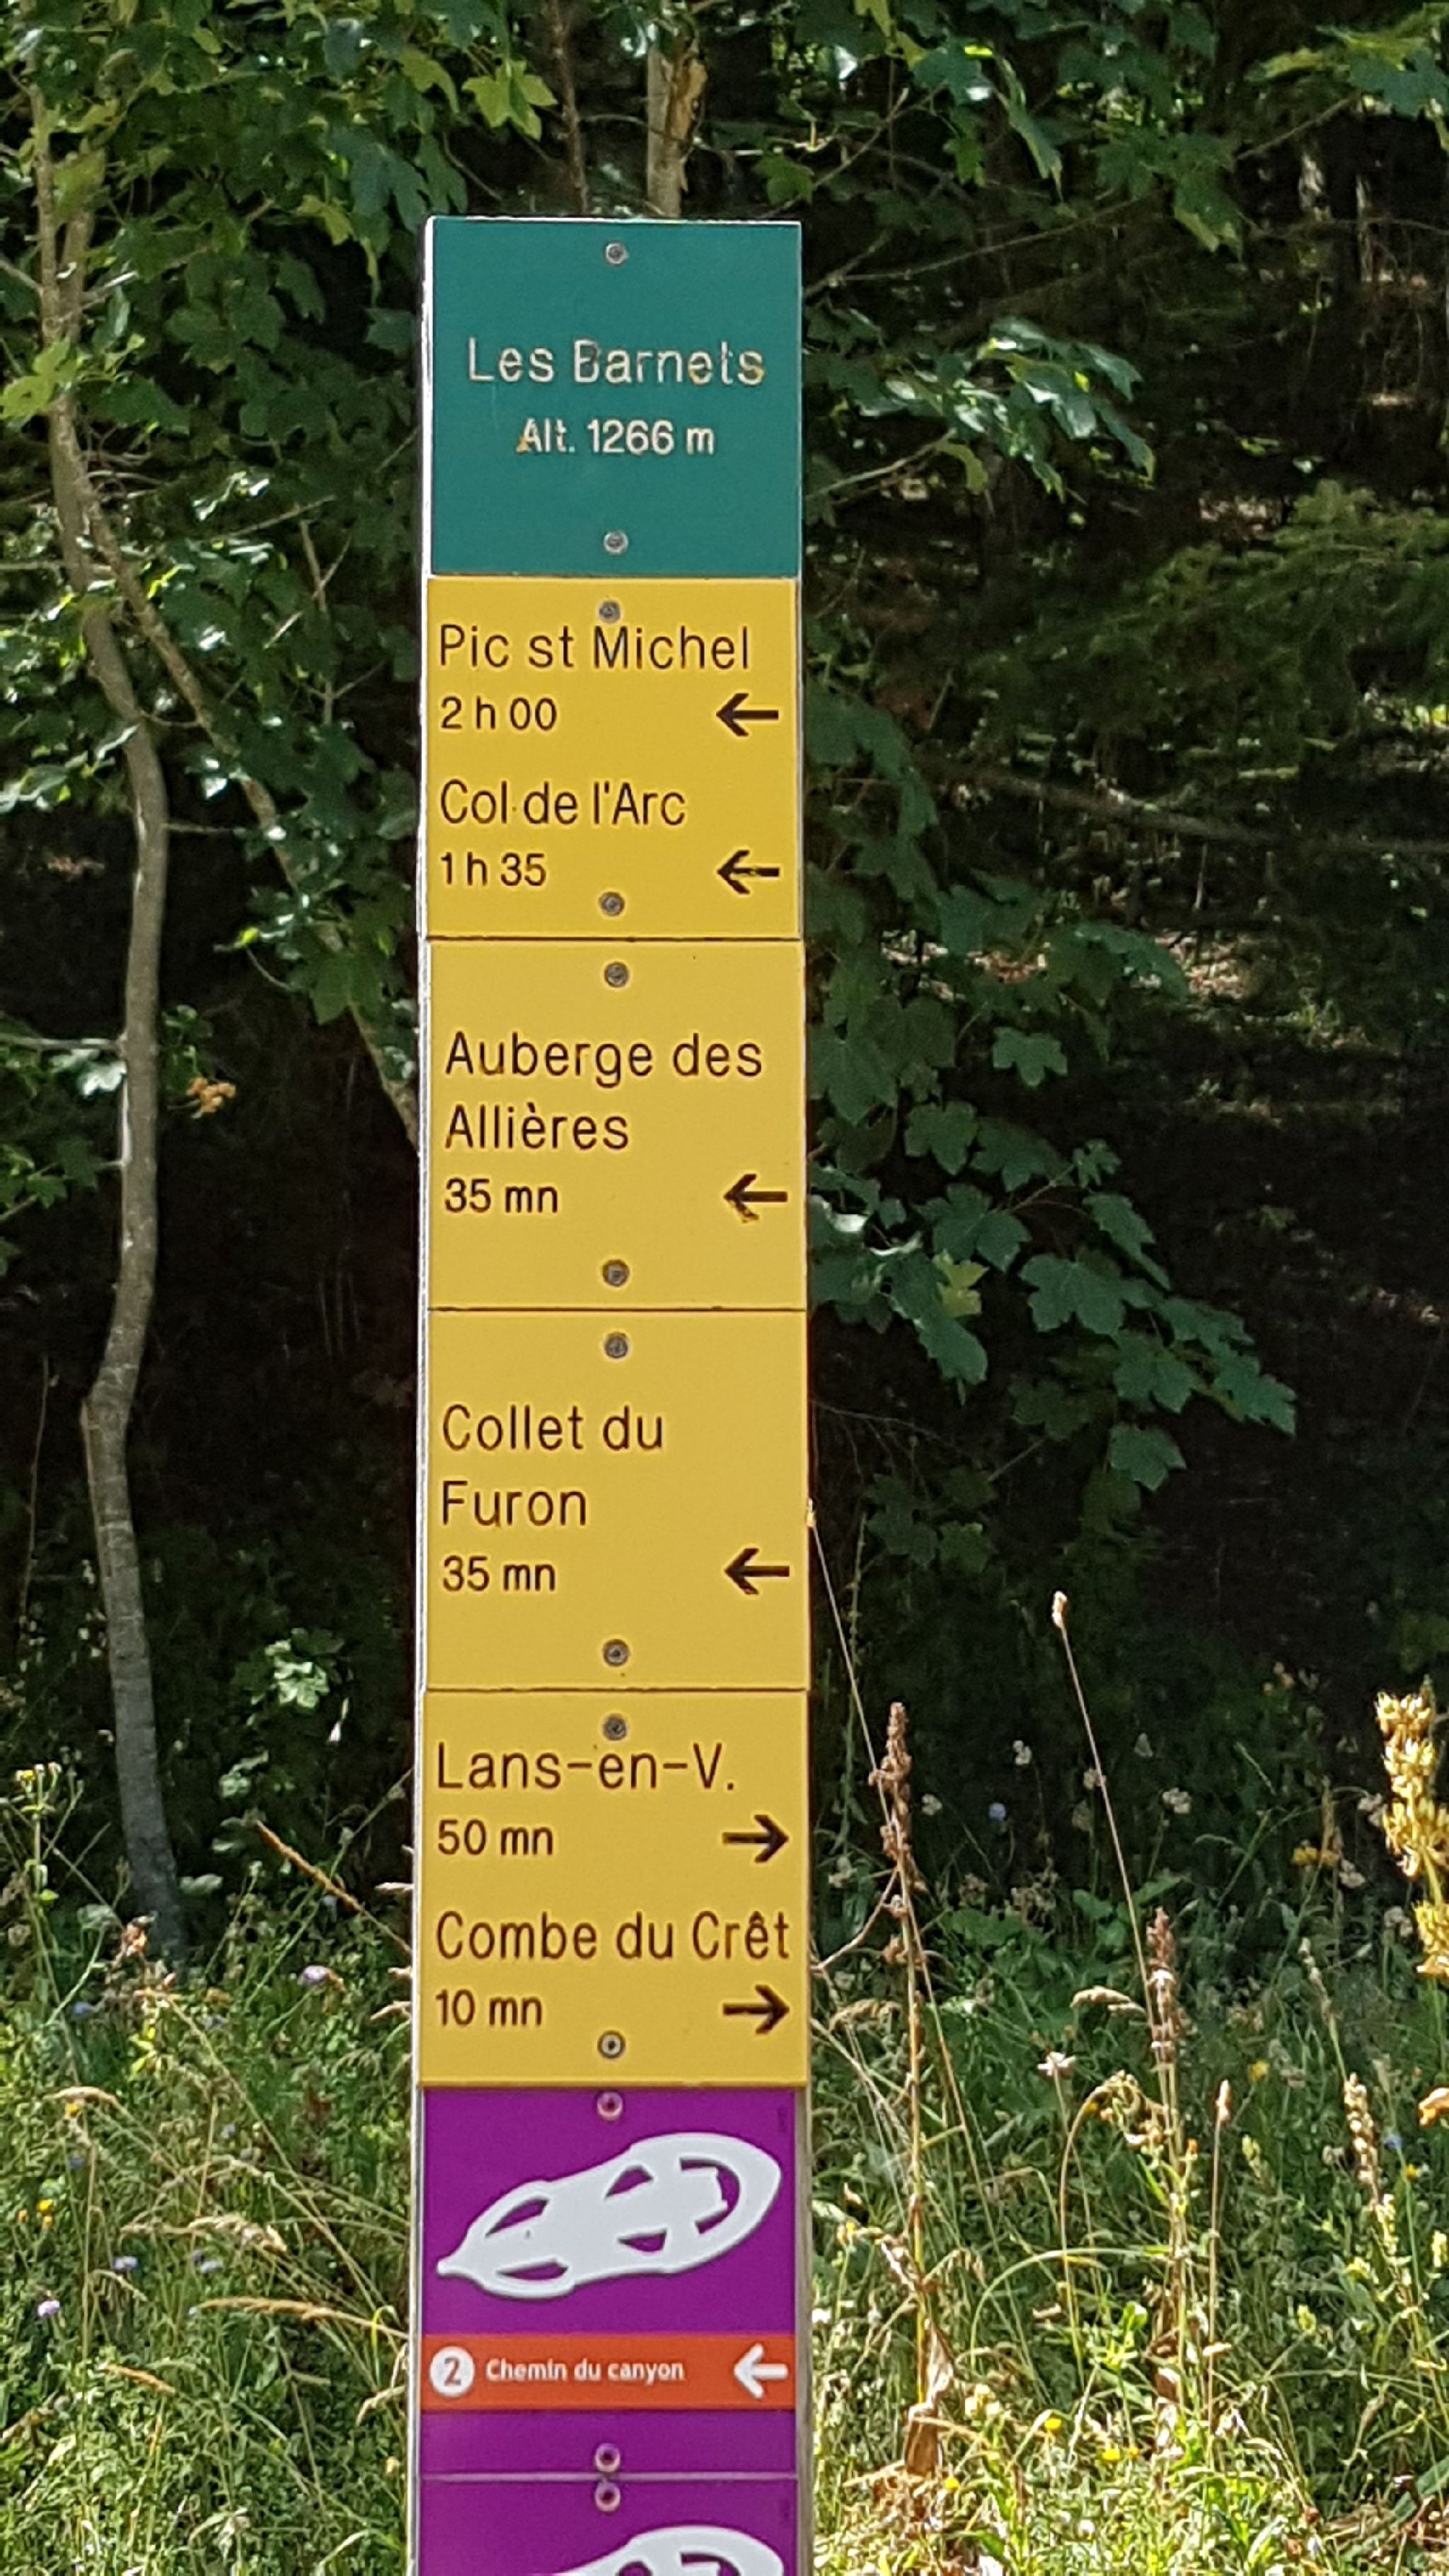 Les Barnets
Alt. 1266 m
Pic st Michel
2 h 00 ←
Col de l'Arc
1 h 35 ←
Auberge des
Allières
35 mn ←
Collet du
Furon
35 mn ←
Lans-en-V.
50 mn →
Combe du Crêt
10 mn →
2 Chemin du canyon ←